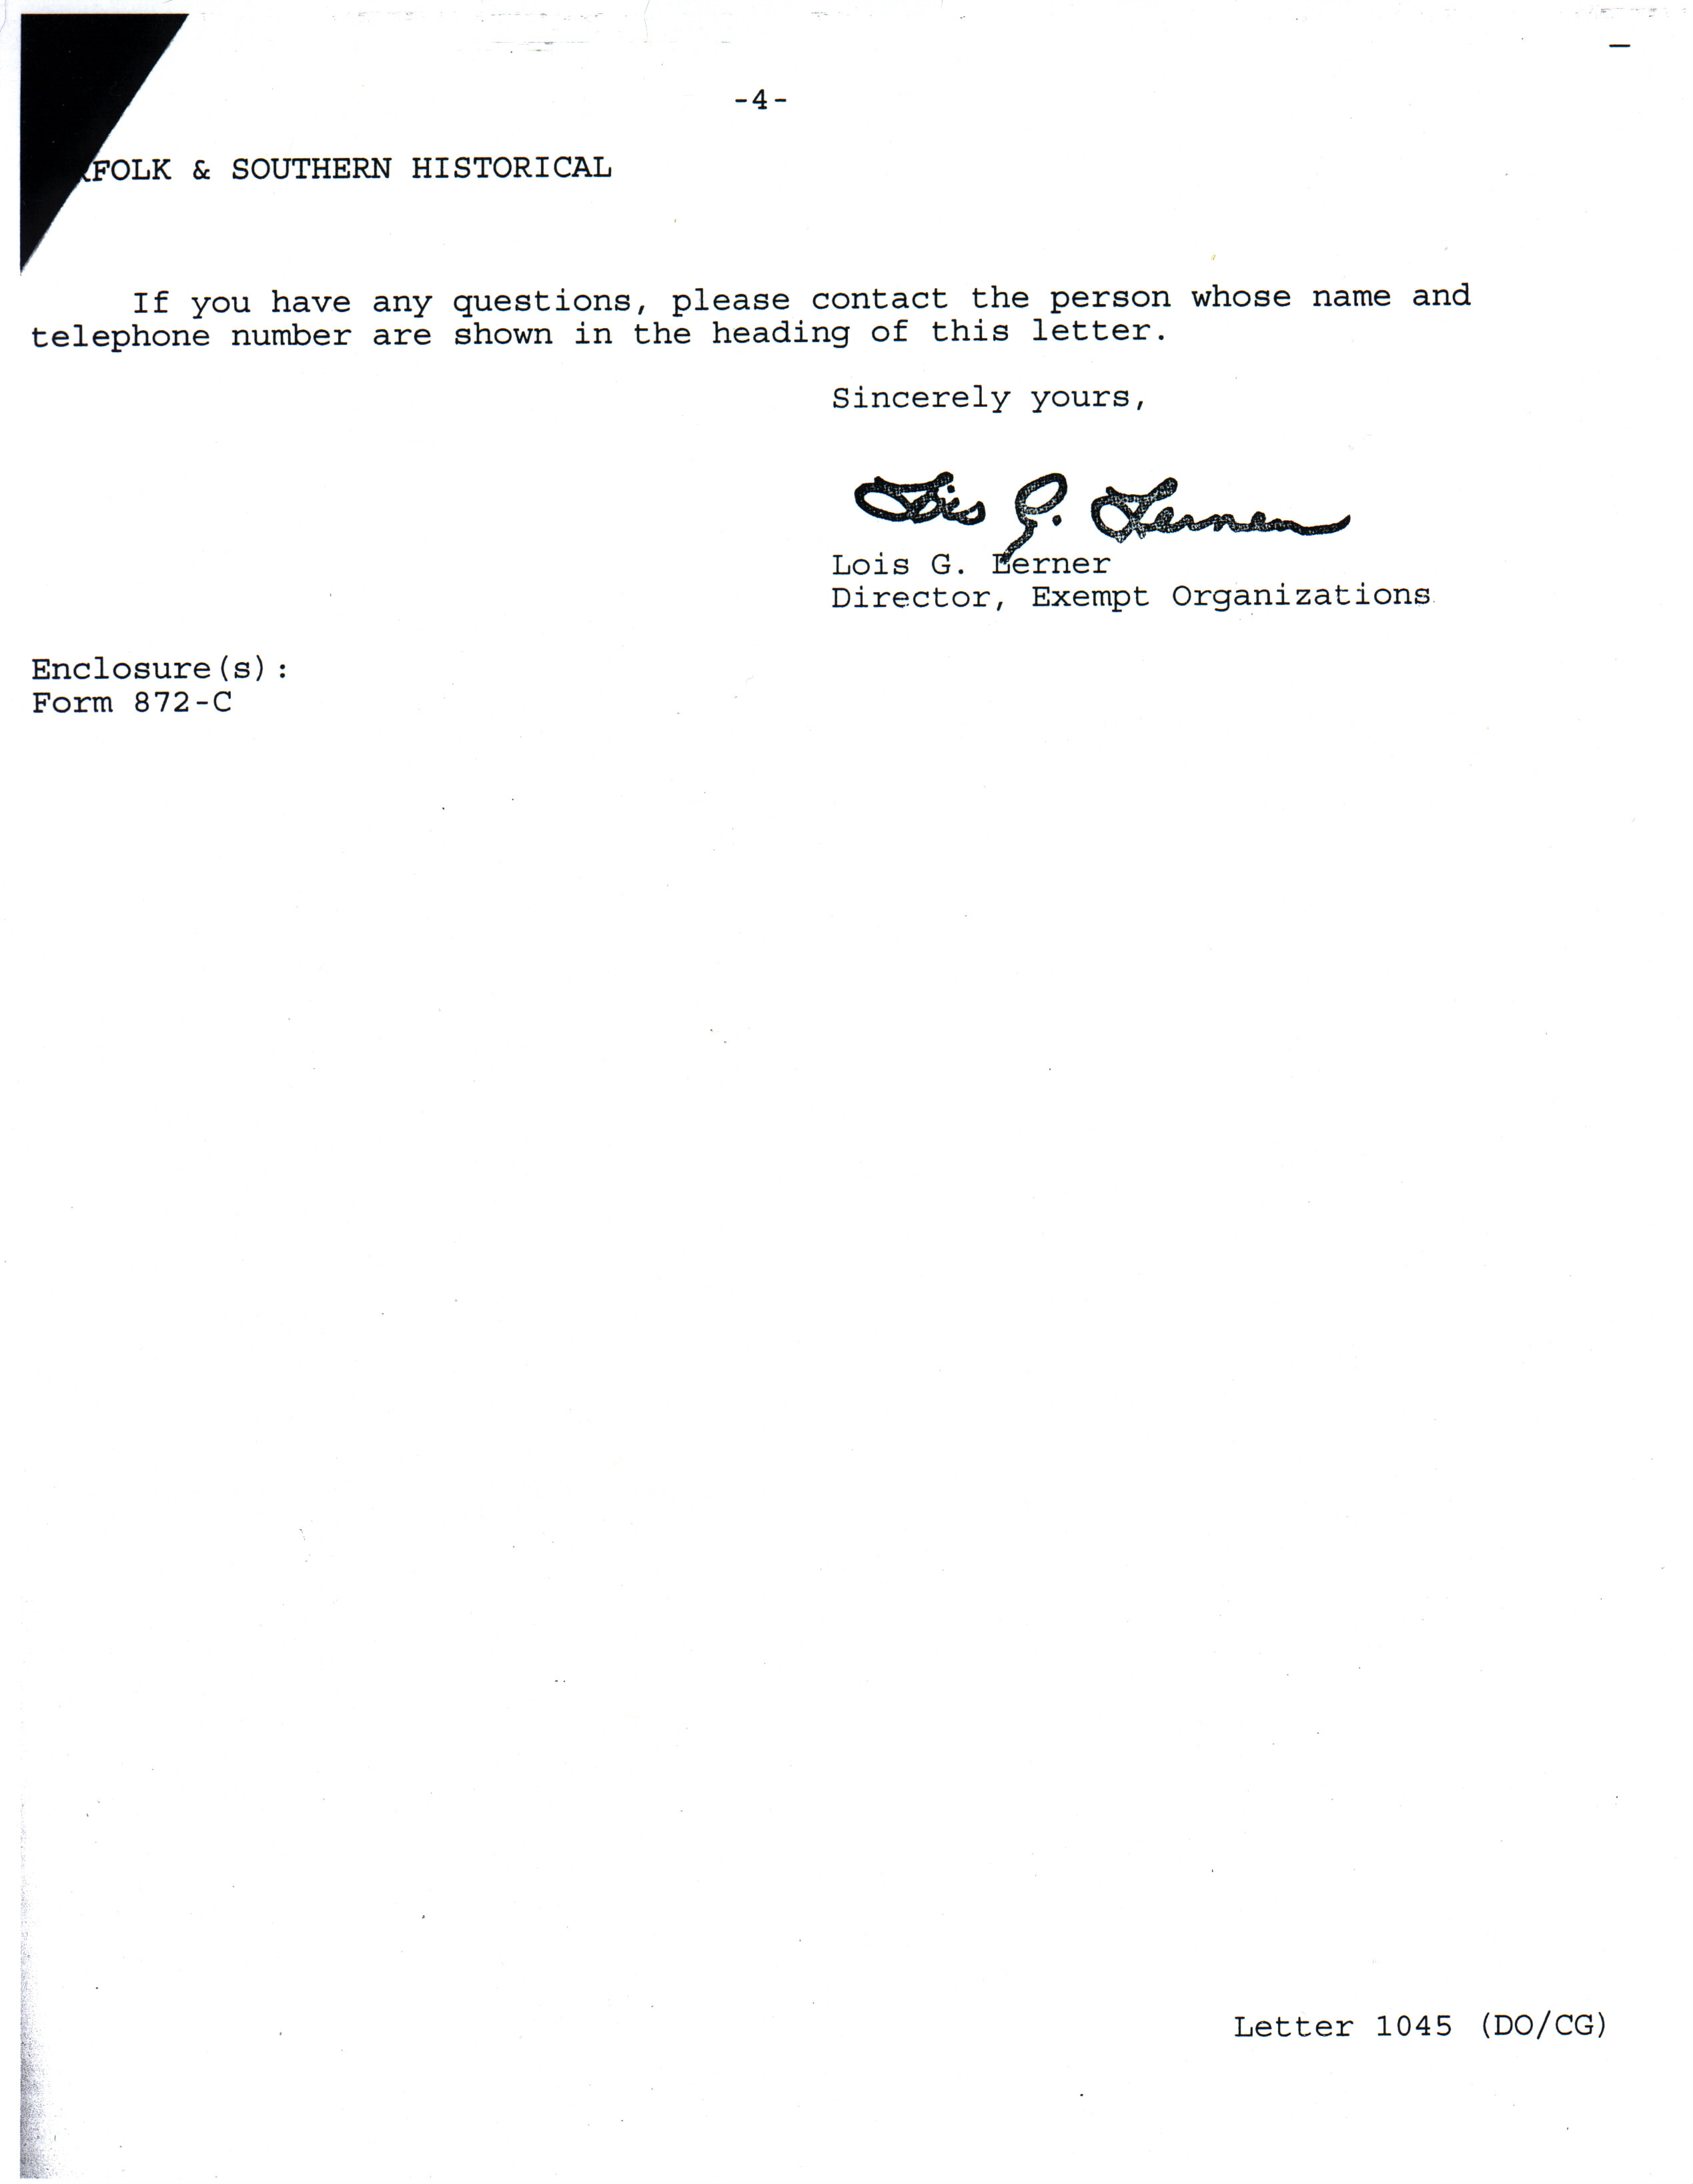 -4-
FOLK & SOUTHERN HISTORICAL
If you have any questions, please contact the person whose name and
telephone number are shown in the heading of this letter.
Sincerely yours,
Lois G. Lerner
Lois G. Lerner
Director, Exempt Organizations
Enclosure(s):
Form 872-C
Letter 1045 (DO/CG)